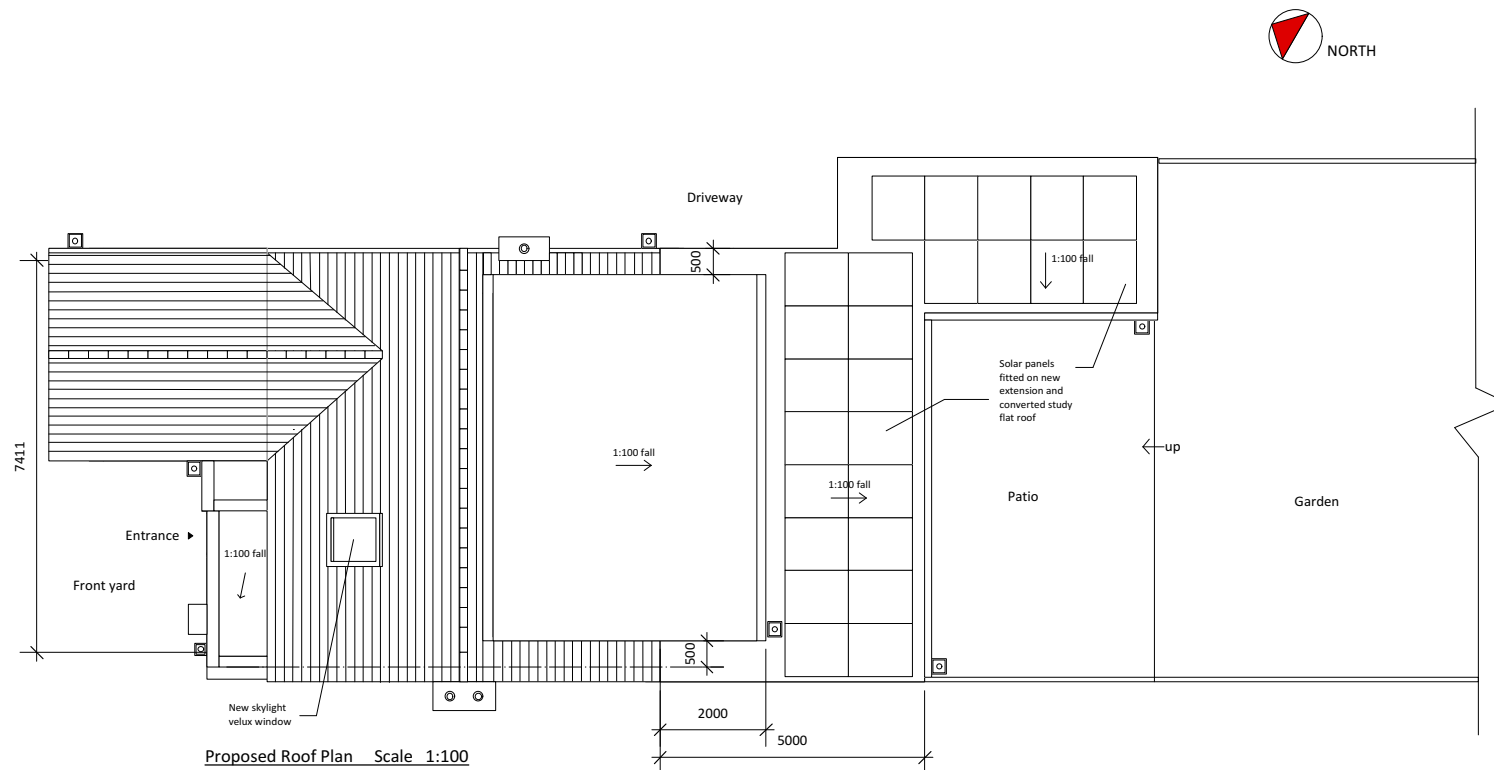 NORTH
Driveway
500
1:100 fall
Solar panels
fitted on new
extension and
converted study
flat roof
7411
1:100 fall
up
1:100 fall
Patio
Garden
Entrance
1:100 fall
Front yard
500
New skylight
velux window
2000
5000
Proposed Roof Plan Scale 1:100